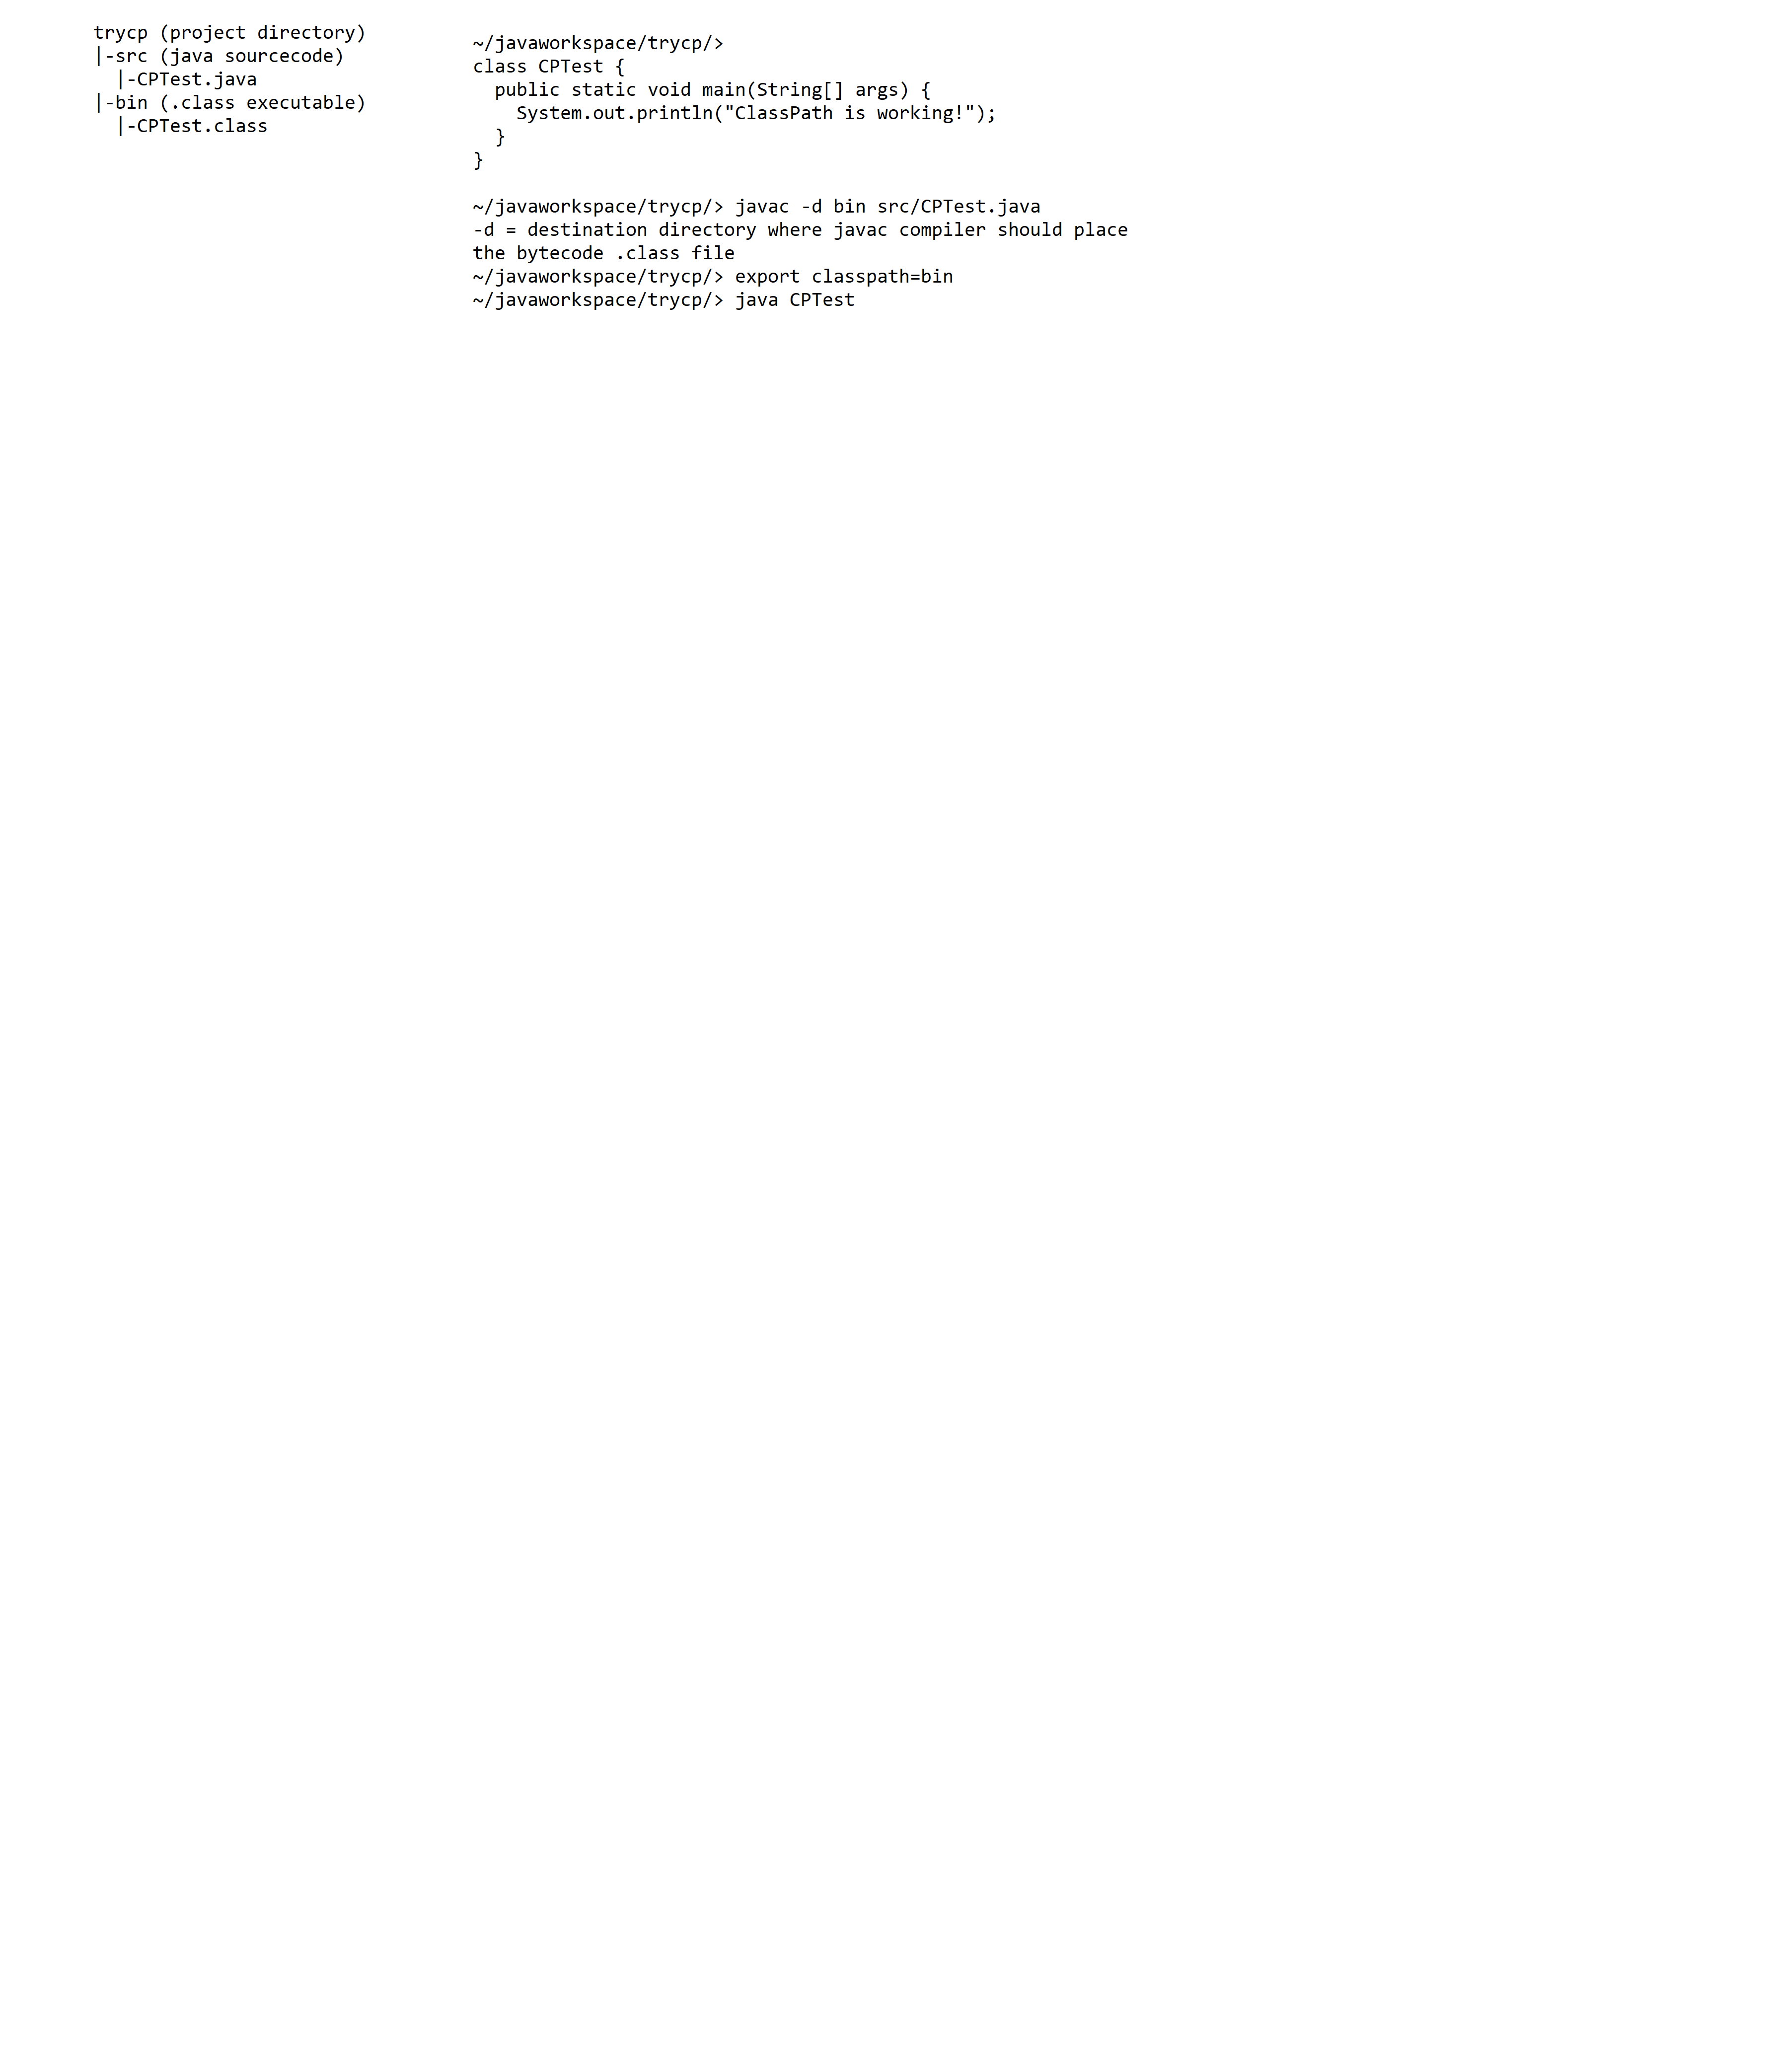 trycp (project directory)
|-src (java sourcecode)
  |-CPTest.java
|-bin (.class executable)
  |-CPTest.class
~/javaworkspace/trycp/>
class CPTest {
  public static void main(String[] args) {
    System.out.println("ClassPath is working!");
  }
}
~/javaworkspace/trycp/> javac -d bin src/CPTest.java
-d = destination directory where javac compiler should place
the bytecode .class file
~/javaworkspace/trycp/> export classpath=bin
~/javaworkspace/trycp/> java CPTest